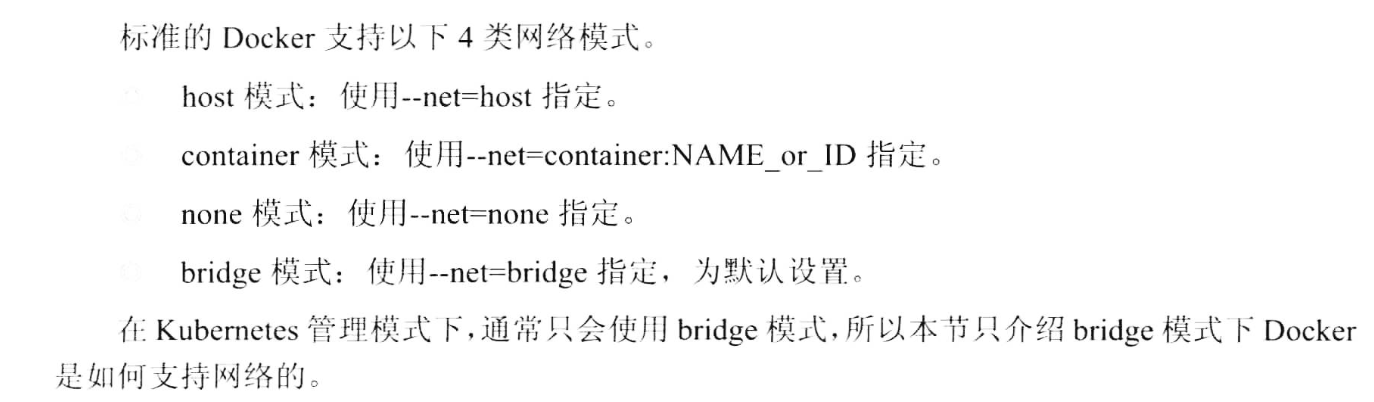 标准的 Docker 支持以下 4 类网络模式。
host 模式：使用--net=host 指定。
container 模式：使用--net=container:NAME_or_ID 指定。
none 模式：使用--net=none 指定。
bridge 模式：使用--net=bridge 指定，为默认设置。
在 Kubernetes 管理模式下，通常只会使用 bridge 模式，所以本节只介绍 bridge 模式下 Docker
是如何支持网络的。